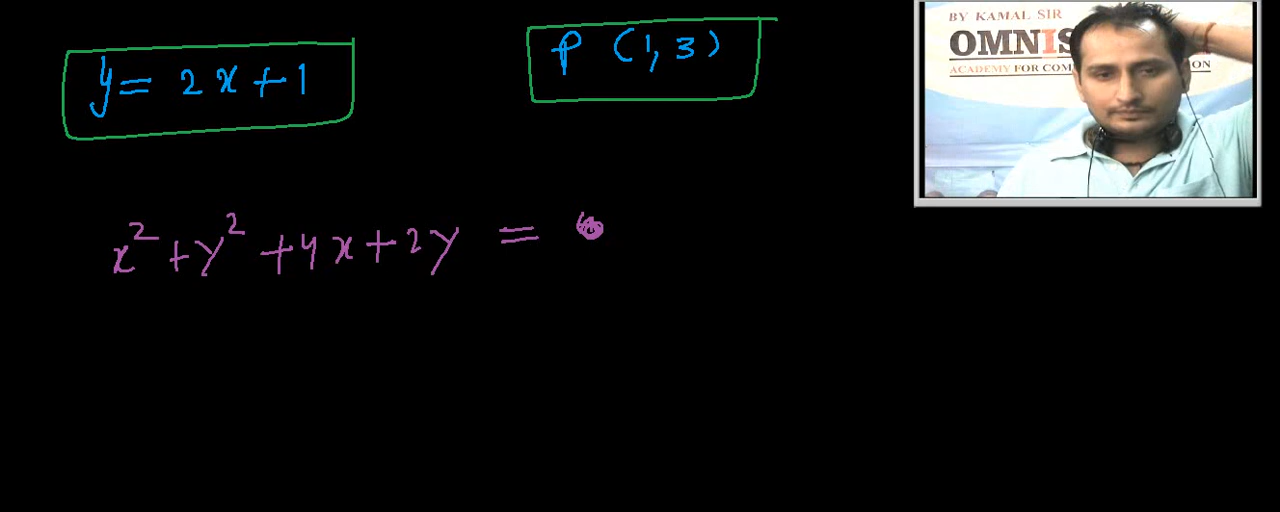 y = 2x + 1
P (1, 3)
BY KAMAL SIR
OMNIS
ACADEMY FOR COM
ON
x² + y² + 4x + 2y =